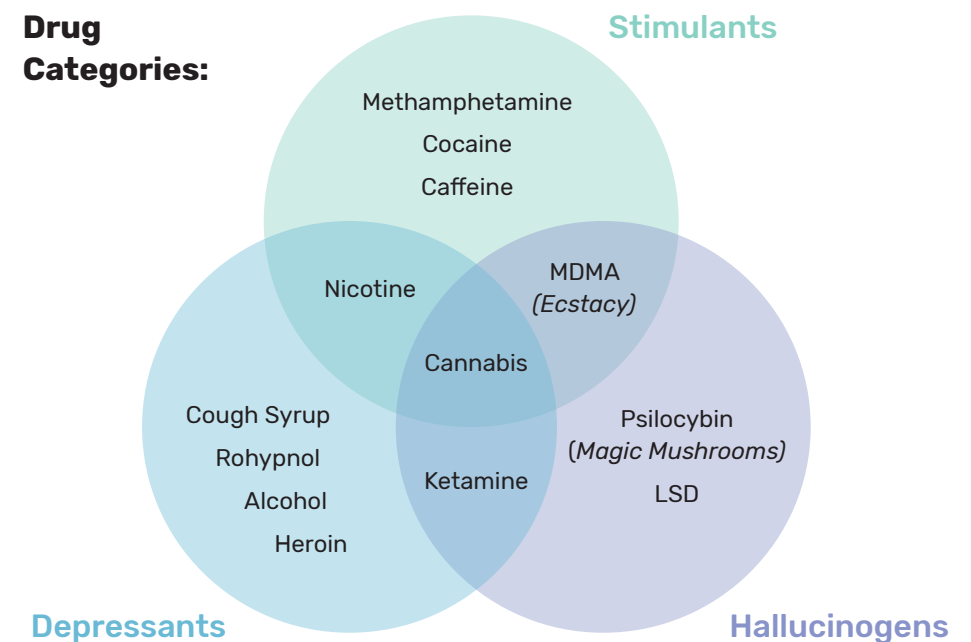 Drug
Categories:
Stimulants
Methamphetamine
Cocaine
Caffeine
Nicotine
MDMA
(Ecstacy)
Cannabis
Cough Syrup
Rohypnol
Alcohol
Heroin
Ketamine
Psilocybin
(Magic Mushrooms)
LSD
Depressants
Hallucinogens